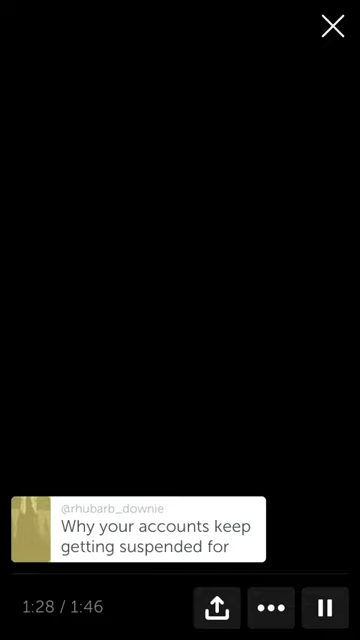 @rhubarb_downie
Why your accounts keep
getting suspended for
1:28 / 1:46